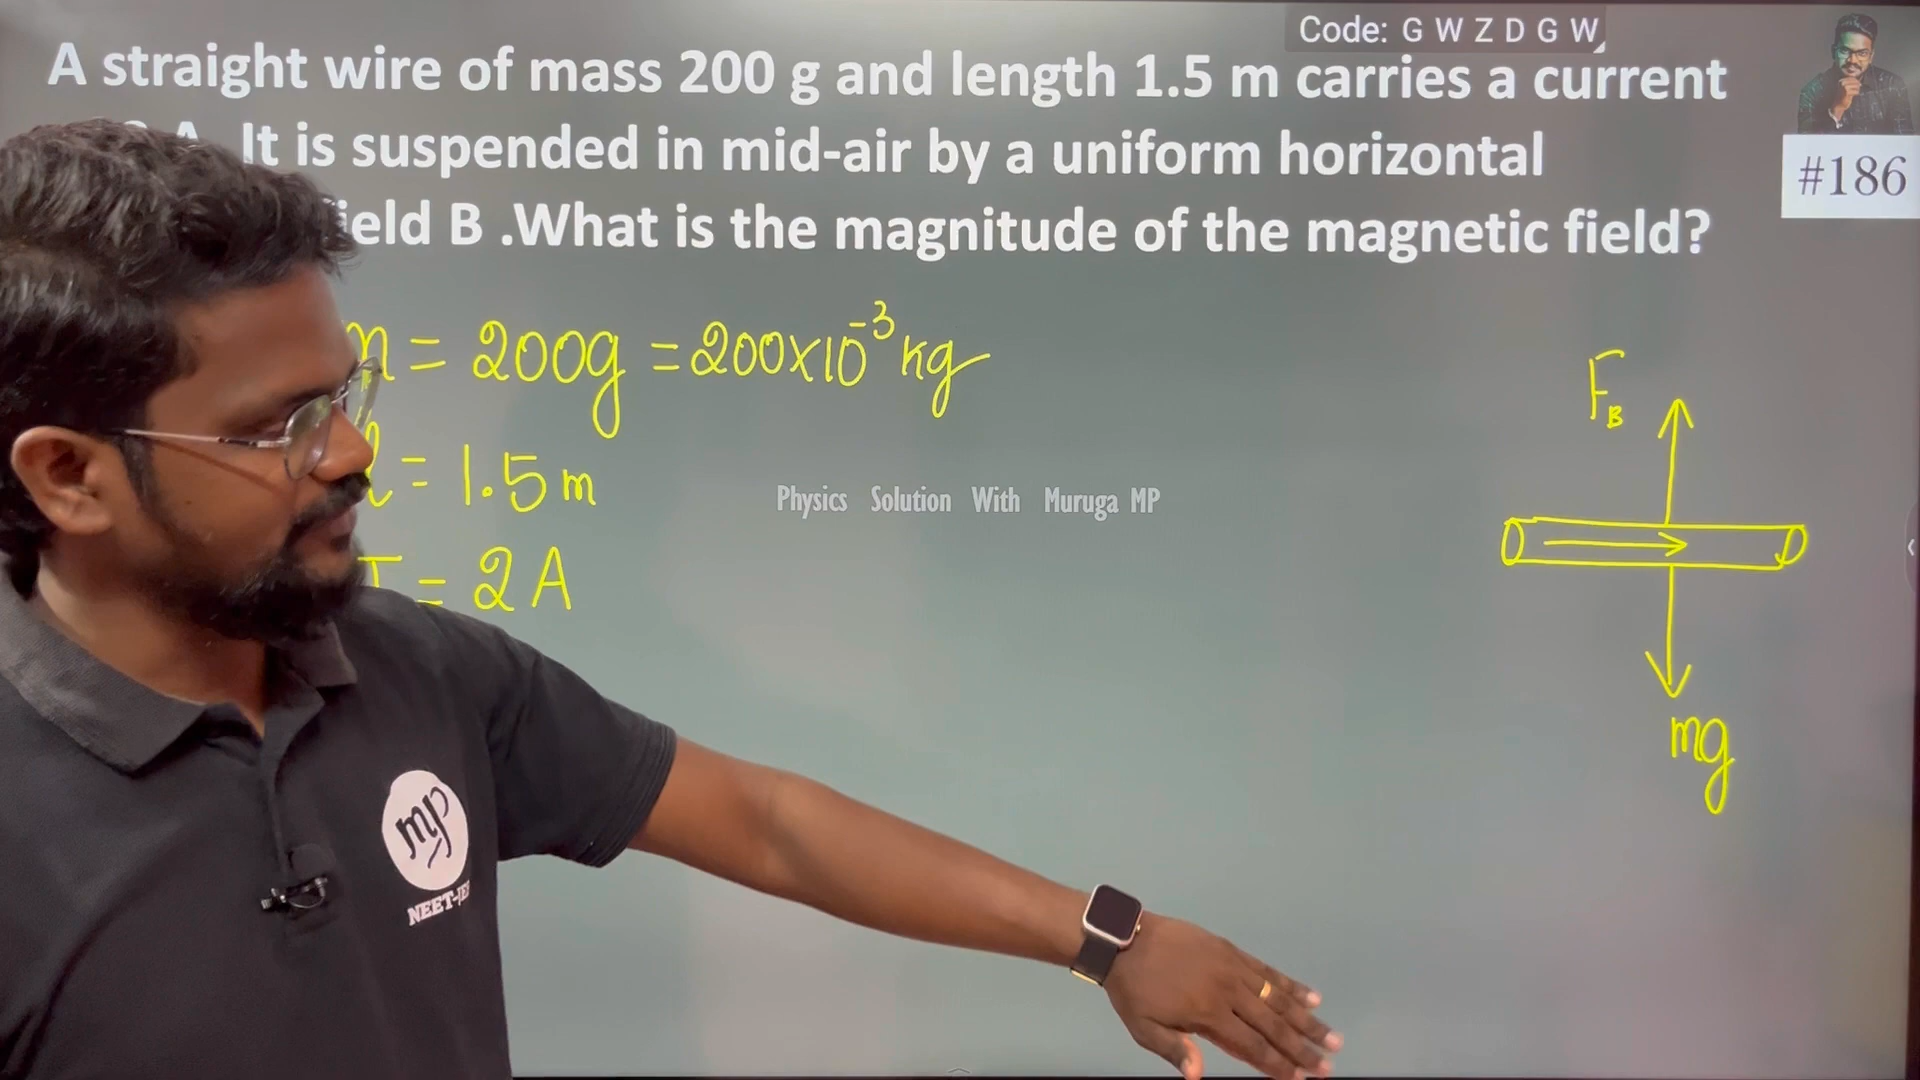 Code: G W Z D G W
A straight wire of mass 200 g and length 1.5 m carries a current
It is suspended in mid-air by a uniform horizontal
#186
ield B .What is the magnitude of the magnetic field?
m = 200g = 200x10⁻³ kg
F_B
l = 1.5 m
Physics Solution With Muruga MP
I = 2 A
mg
mp
NEET-JEE